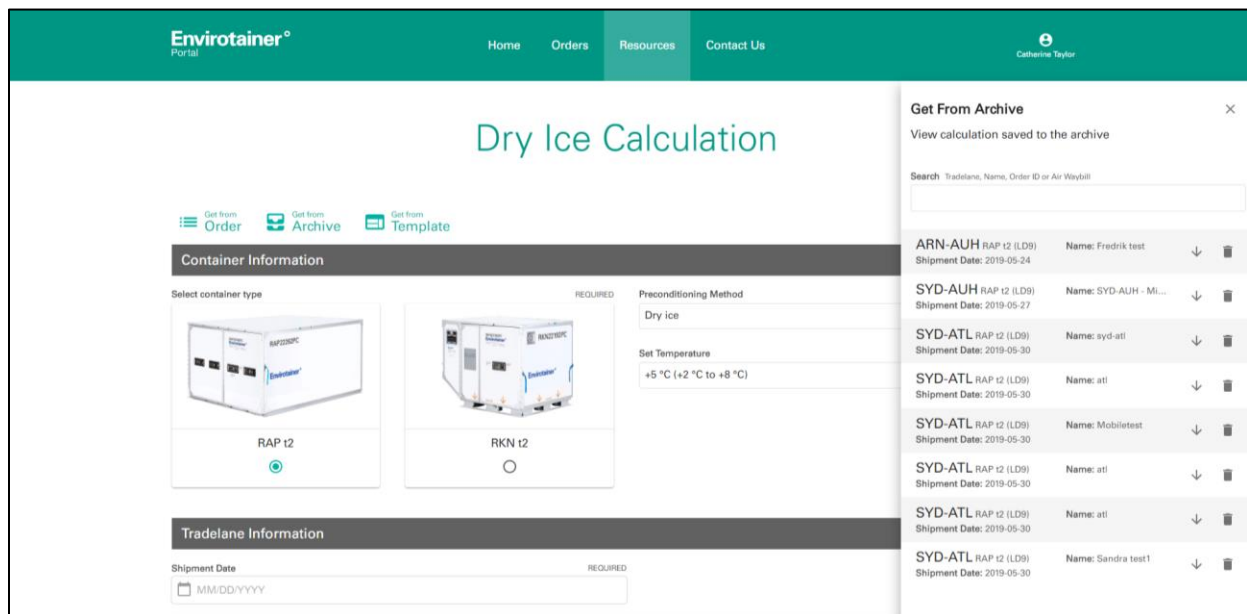 Envirotainer°
Portal
Home Orders Resources Contact Us
Catherine Taylor
Dry Ice Calculation
Get from
Order
Get from
Archive
Get from
Template
Container Information
Select container type REQUIRED
RAP t2
RKN t2
Preconditioning Method
Dry ice
Set Temperature
+5 °C (+2 °C to +8 °C)
Tradelane Information
Shipment Date REQUIRED
MM/DD/YYYY
Get From Archive
View calculation saved to the archive
Search Tradelane, Name, Order ID or Air Waybill
ARN-AUH RAP t2 (LD9) Name: Fredrik test
Shipment Date: 2019-05-24
SYD-AUH RAP t2 (LD9) Name: SYD-AUH - Mi...
Shipment Date: 2019-05-27
SYD-ATL RAP t2 (LD9) Name: syd-atl
Shipment Date: 2019-05-30
SYD-ATL RAP t2 (LD9) Name: atl
Shipment Date: 2019-05-30
SYD-ATL RAP t2 (LD9) Name: Mobiletest
Shipment Date: 2019-05-30
SYD-ATL RAP t2 (LD9) Name: atl
Shipment Date: 2019-05-30
SYD-ATL RAP t2 (LD9) Name: atl
Shipment Date: 2019-05-30
SYD-ATL RAP t2 (LD9) Name: Sandra test1
Shipment Date: 2019-05-30